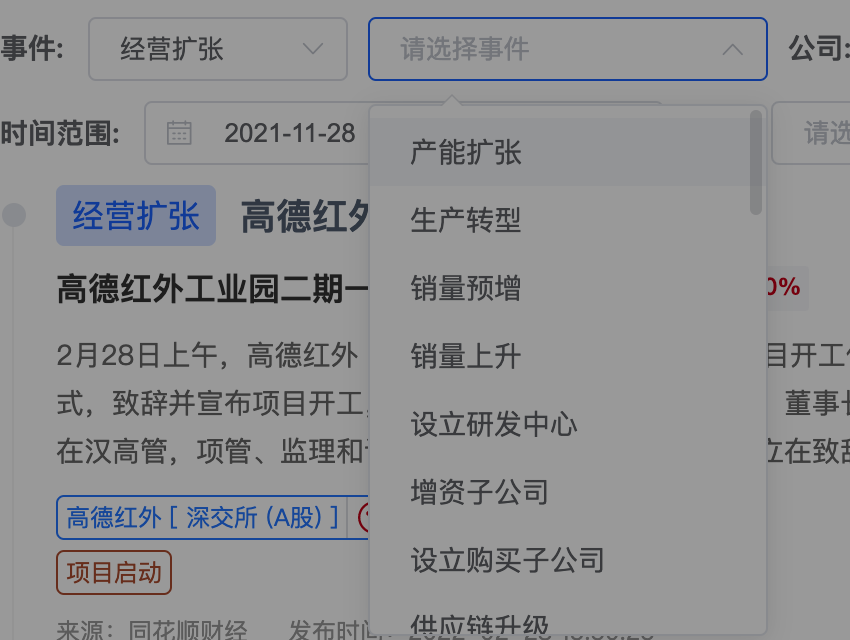 事件: 经营扩张 请选择事件 公司:
时间范围: 2021-11-28 请选
产能扩张
生产转型
销量预增
销量上升
设立研发中心
增资子公司
设立购买子公司
供应链升级
经营扩张 高德红外
高德红外工业园二期一 0%
2月28日上午，高德红外 目开工
式，致辞并宣布项目开工 董事
在汉高管，项管、监理和 立在致辞
高德红外 [ 深交所 (A股) ]
项目启动
来源：同花顺财经 发布时间: